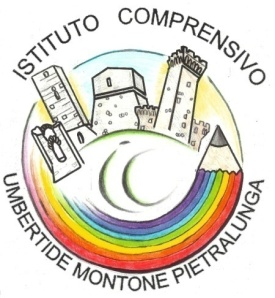 ISTITUTO COMPRENSIVO
UMBERTIDE MONTONE PIETRALUNGA